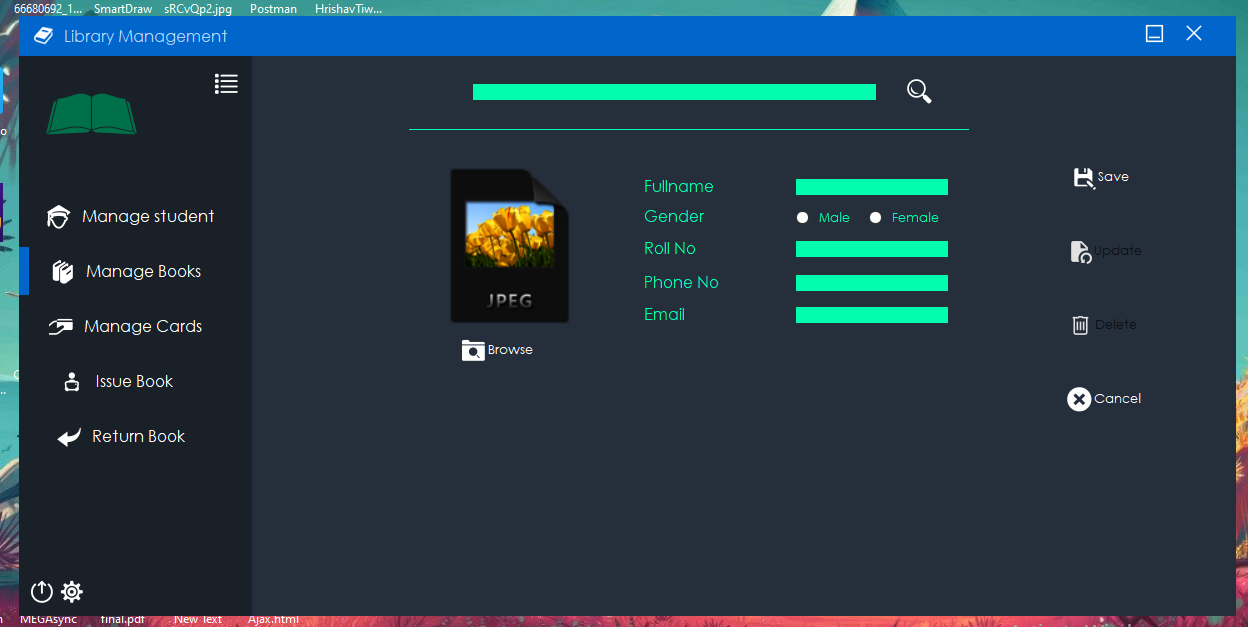 66680692_1... SmartDraw sRCvQp2.jpg Postman HrishavTiw...
Library Management
Manage student
Manage Books
Manage Cards
Issue Book
Return Book
JPEG
Browse
Fullname
Gender Male Female
Roll No
Phone No
Email
Save
Update
Delete
Cancel
MEGAsync final.pdf New Text Ajax.html